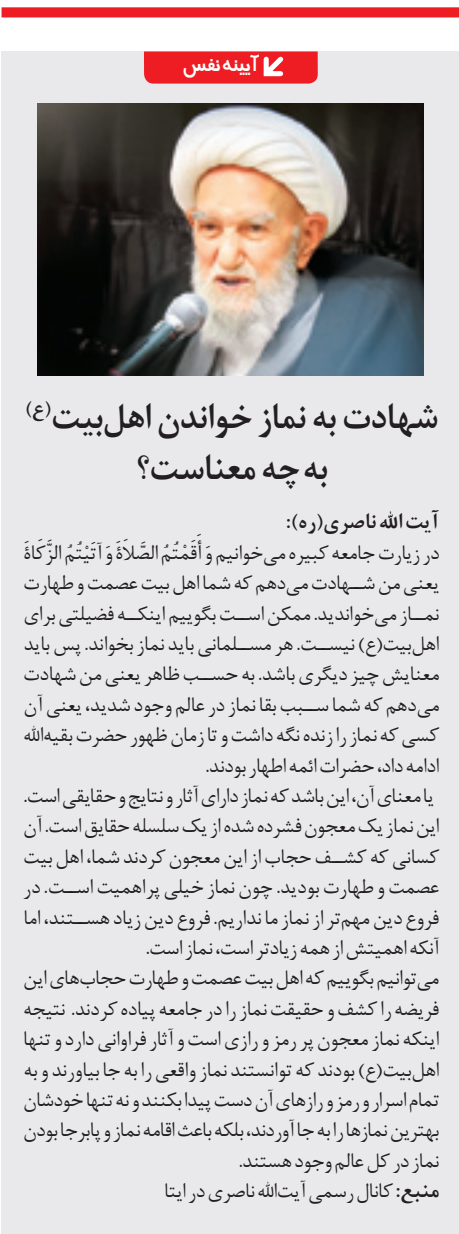 آیینه نفس
شهادت به نماز خواندن اهل‌بیت(ع)
به چه معناست؟
آیت الله ناصری(ره):
در زیارت جامعه کبیره می‌خوانیم وَ أَقَمْتُمُ الصَّلاَةَ وَ آتَيْتُمُ الزَّكَاةَ
یعنی من شهادت می‌دهم که شما اهل بیت عصمت و طهارت
نماز می‌خواندید. ممکن است بگوییم اینکه فضیلتی برای
اهل‌بیت(ع) نیست. هر مسلمانی باید نماز بخواند. پس باید
معنایش چیز دیگری باشد. به حسب ظاهر یعنی من شهادت
می‌دهم که شما سبب بقا نماز در عالم وجود شدید، یعنی آن
کسی که نماز را زنده نگه داشت و تا زمان ظهور حضرت بقیه‌الله
ادامه داد، حضرات ائمه اطهار بودند.
یا معنای آن، این باشد که نماز دارای آثار و نتایج و حقایقی است.
این نماز یک معجون فشرده شده از یک سلسله حقایق است. آن
کسانی که کشف حجاب از این معجون کردند شما، اهل بیت
عصمت و طهارت بودید. چون نماز خیلی پراهمیت است. در
فروع دین مهم‌تر از نماز ما نداریم. فروع دین زیاد هستند، اما
آنکه اهمیتش از همه زیادتر است، نماز است.
می‌توانیم بگوییم که اهل بیت عصمت و طهارت حجاب‌های این
فریضه را کشف و حقیقت نماز را در جامعه پیاده کردند. نتیجه
اینکه نماز معجون پر رمز و رازی است و آثار فراوانی دارد و تنها
اهل‌بیت(ع) بودند که توانستند نماز واقعی را به جا بیاورند و به
تمام اسرار و رمز و رازهای آن دست پیدا بکنند و نه تنها خودشان
بهترین نمازها را به جا آوردند، بلکه باعث اقامه نماز و پابرجا بودن
نماز در کل عالم وجود هستند.
منبع: کانال رسمی آیت‌الله ناصری در ایتا